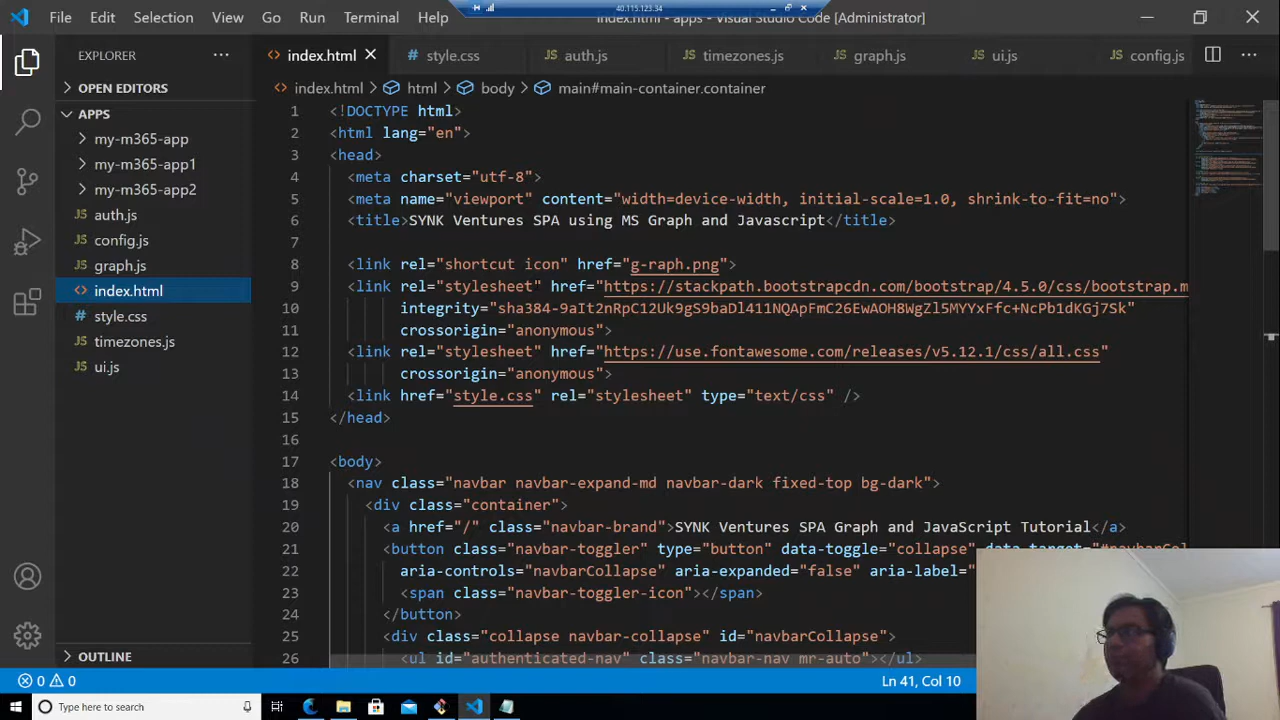 File Edit Selection View Go Run Terminal Help
40.115.123.34
index.html - apps - Visual Studio Code [Administrator]
EXPLORER
index.html
style.css
auth.js
timezones.js
graph.js
ui.js
config.js
OPEN EDITORS
APPS
my-m365-app
my-m365-app1
my-m365-app2
auth.js
config.js
graph.js
index.html
style.css
timezones.js
ui.js
OUTLINE
index.html > html > body > main#main-container.container
1 <!DOCTYPE html>
2 <html lang="en">
3 <head>
4 <meta charset="utf-8">
5 <meta name="viewport" content="width=device-width, initial-scale=1.0, shrink-to-fit=no">
6 <title>SYNK Ventures SPA using MS Graph and Javascript</title>
7
8 <link rel="shortcut icon" href="g-raph.png">
9 <link rel="stylesheet" href="https://stackpath.bootstrapcdn.com/bootstrap/4.5.0/css/bootstrap.m
10 integrity="sha384-9aIt2nRpC12Uk9gS9baDl411NQApFmC26EwAOH8WgZl5MYYxFfc+NcPb1dKGj7Sk"
11 crossorigin="anonymous">
12 <link rel="stylesheet" href="https://use.fontawesome.com/releases/v5.12.1/css/all.css"
13 crossorigin="anonymous">
14 <link href="style.css" rel="stylesheet" type="text/css" />
15 </head>
16
17 <body>
18 <nav class="navbar navbar-expand-md navbar-dark fixed-top bg-dark">
19 <div class="container">
20 <a href="/" class="navbar-brand">SYNK Ventures SPA Graph and JavaScript Tutorial</a>
21 <button class="navbar-toggler" type="button" data-toggle="collapse" data-target="#navbarCol
22 aria-controls="navbarCollapse" aria-expanded="false" aria-label="
23 <span class="navbar-toggler-icon"></span>
24 </button>
25 <div class="collapse navbar-collapse" id="navbarCollapse">
26 <ul id="authenticated-nav" class="navbar-nav mr-auto"></ul>
0 0
Ln 41, Col 10
Type here to search